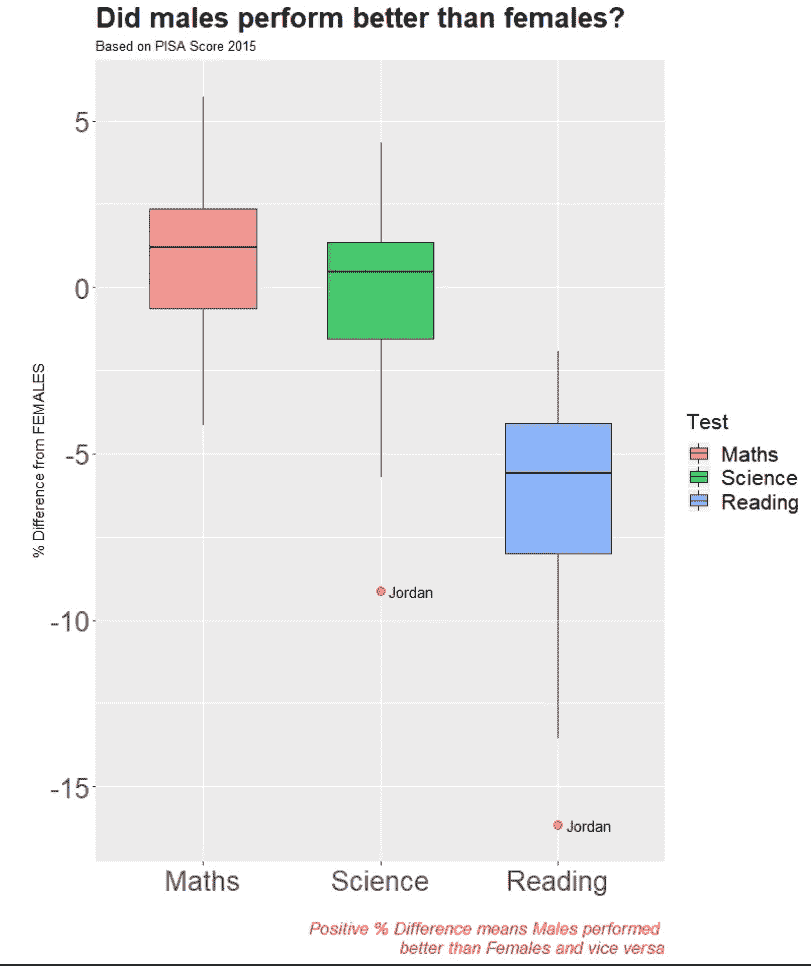 Did males perform better than females?
Based on PISA Score 2015
% Difference from FEMALES
5
0
-5
-10
-15
Jordan
Jordan
Maths
Science
Reading
Test
Maths
Science
Reading
Positive % Difference means Males performed
better than Females and vice versa